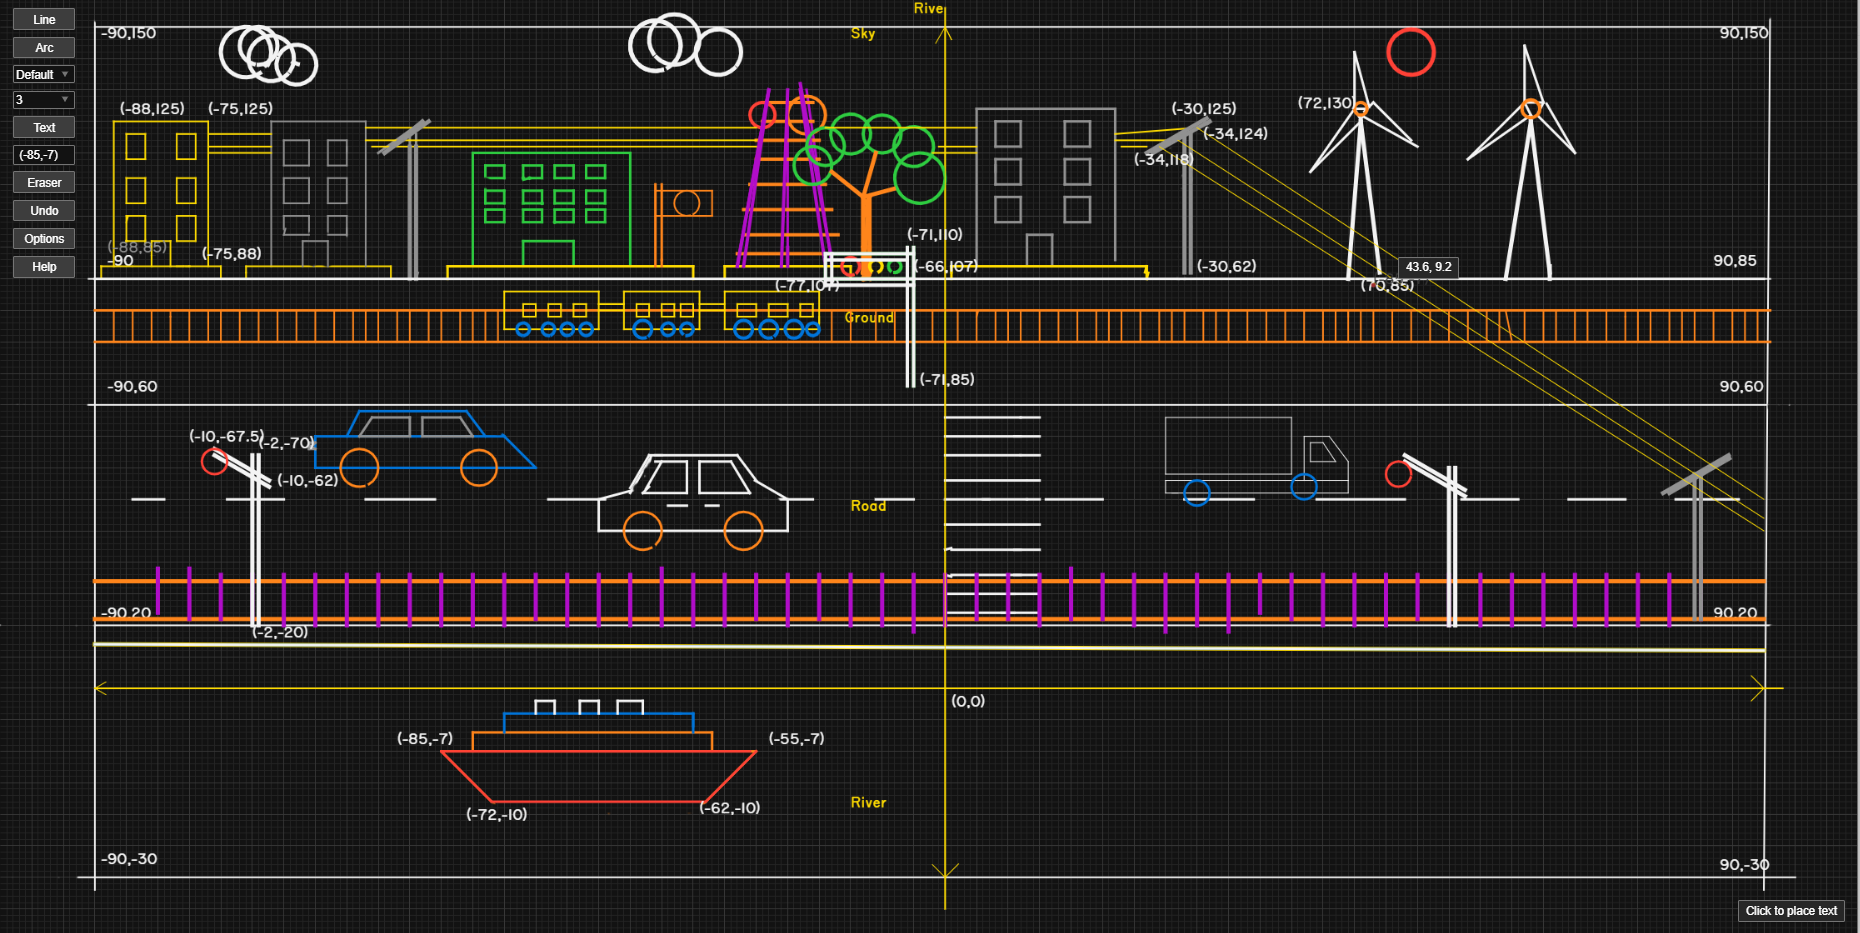 Line
Arc
Default
3
Text
(-85,-7)
Eraser
Undo
Options
Help
Rive
-90,150
Sky
90,150
(-88,125)
(-75,125)
(-30,125)
(72,130)
(-34,124)
(-34,118)
(-88,85)
-90
(-75,88)
(-71,110)
(-66,107)
(-77,107)
(-30,62)
43.6, 9.2
90,85
(70,85)
Ground
(-71,85)
-90,60
90,60
(-10,-67.5)
(-2,-70)
(-10,-62)
Road
-90,20
90,20
(-2,-20)
(0,0)
(-85,-7)
(-55,-7)
(-72,-10)
(-62,-10)
River
-90,-30
90,-30
Click to place text